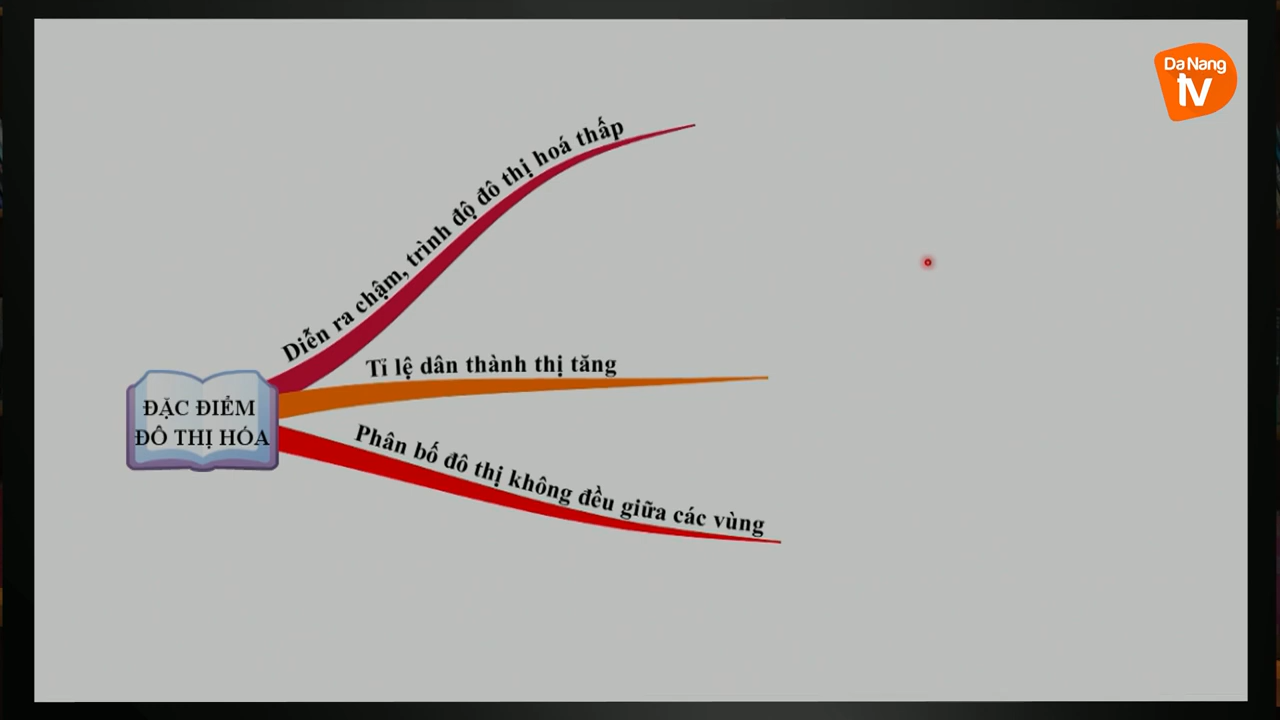 Da Nang
tv
Diễn ra chậm, trình độ đô thị hoá thấp
Tỉ lệ dân thành thị tăng
ĐẶC ĐIỂM
ĐÔ THỊ HÓA
Phân bố đô thị không đều giữa các vùng